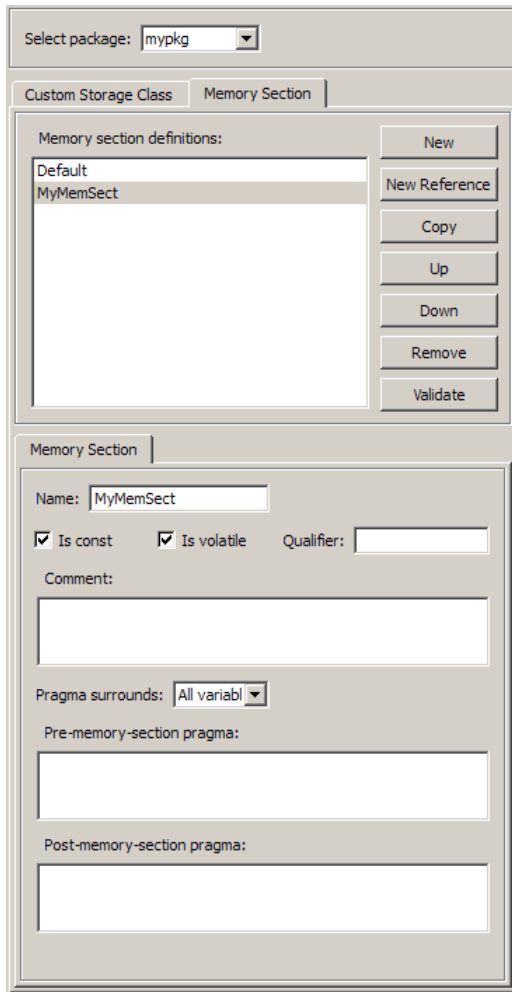 Select package: mypkg
Custom Storage Class Memory Section
Memory section definitions:
Default
MyMemSect
New
New Reference
Copy
Up
Down
Remove
Validate
Memory Section
Name: MyMemSect
Is const Is volatile Qualifier:
Comment:
Pragma surrounds: All variabl
Pre-memory-section pragma:
Post-memory-section pragma: